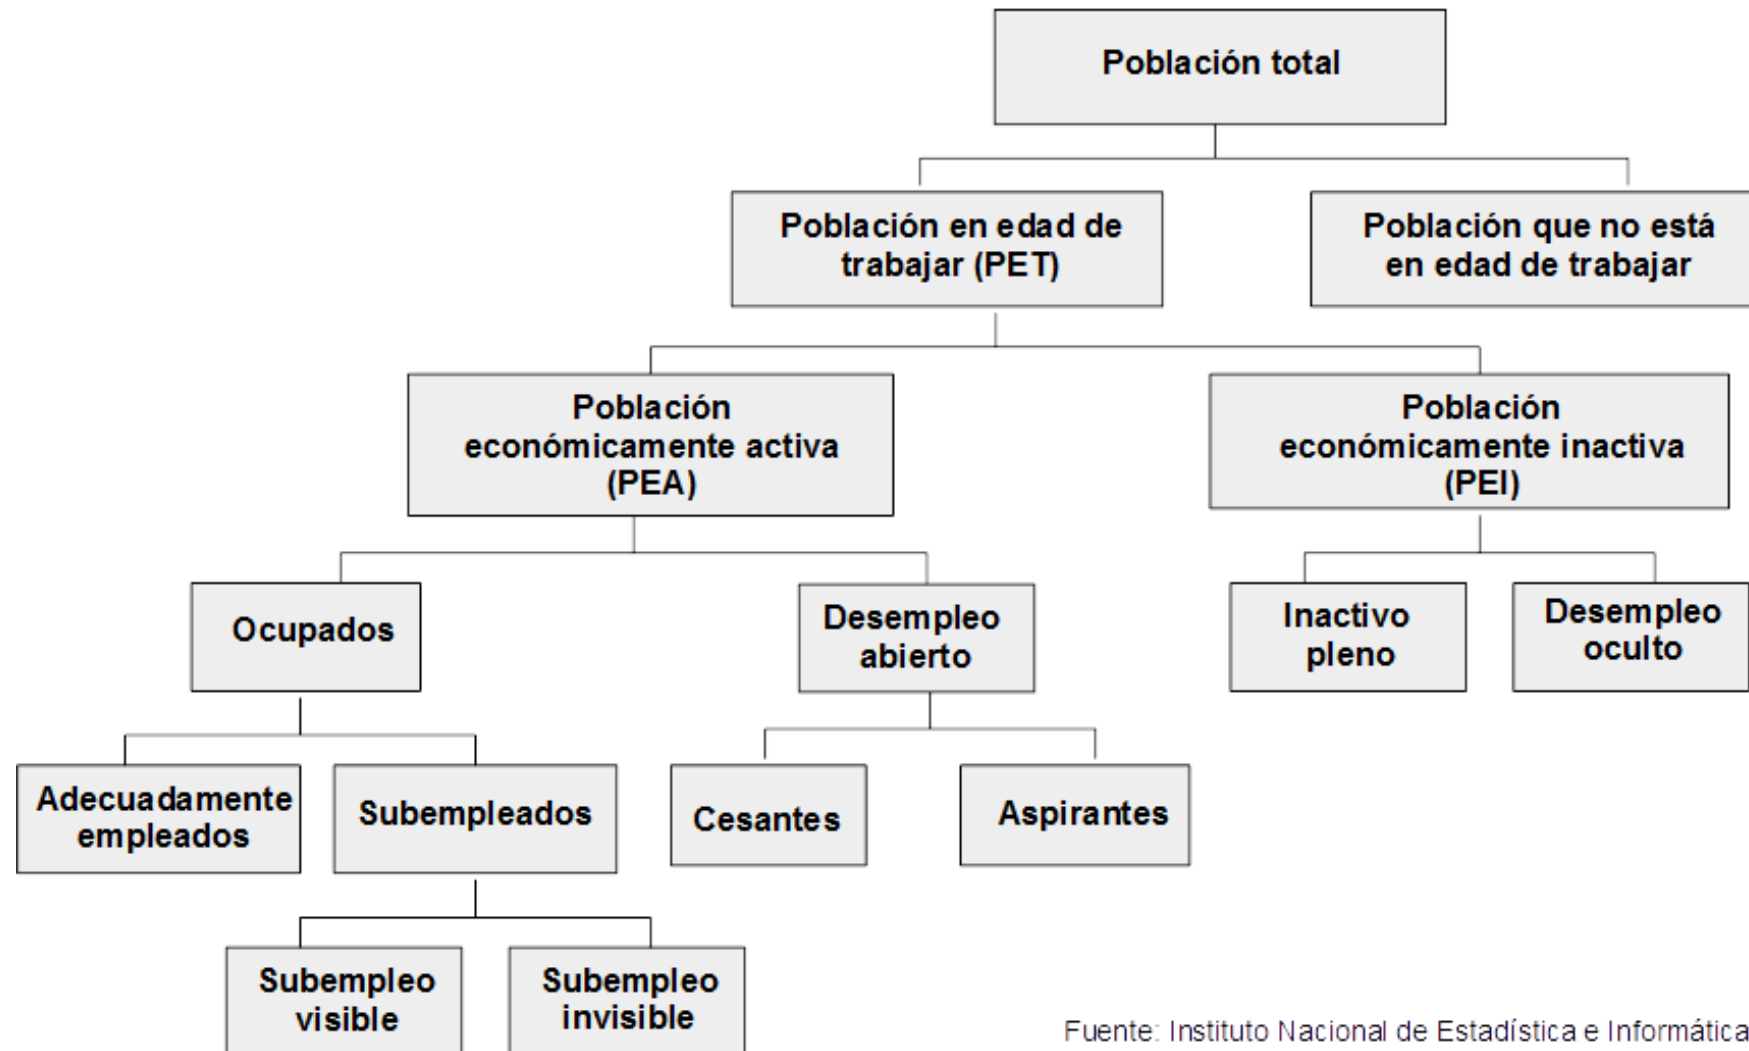 Población total
Población en edad de
trabajar (PET)
Población que no está
en edad de trabajar
Población
económicamente activa
(PEA)
Población
económicamente inactiva
(PEI)
Ocupados
Desempleo
abierto
Inactivo
pleno
Desempleo
oculto
Adecuadamente
empleados
Subempleados
Cesantes
Aspirantes
Subempleo
visible
Subempleo
invisible
Fuente: Instituto Nacional de Estadística e Informática